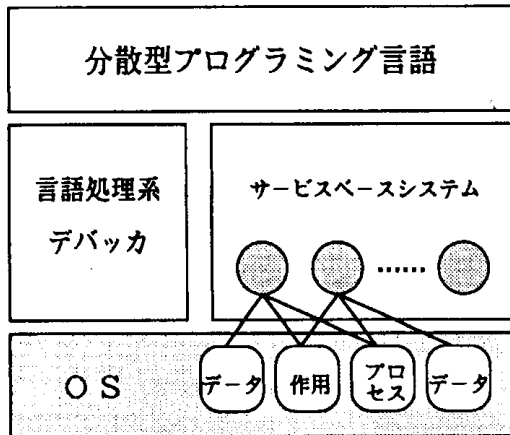 分散型プログラミング言語
言語処理系
デバッカ
サービスベースシステム
……
OS
データ
作用
プロ
セス
データ